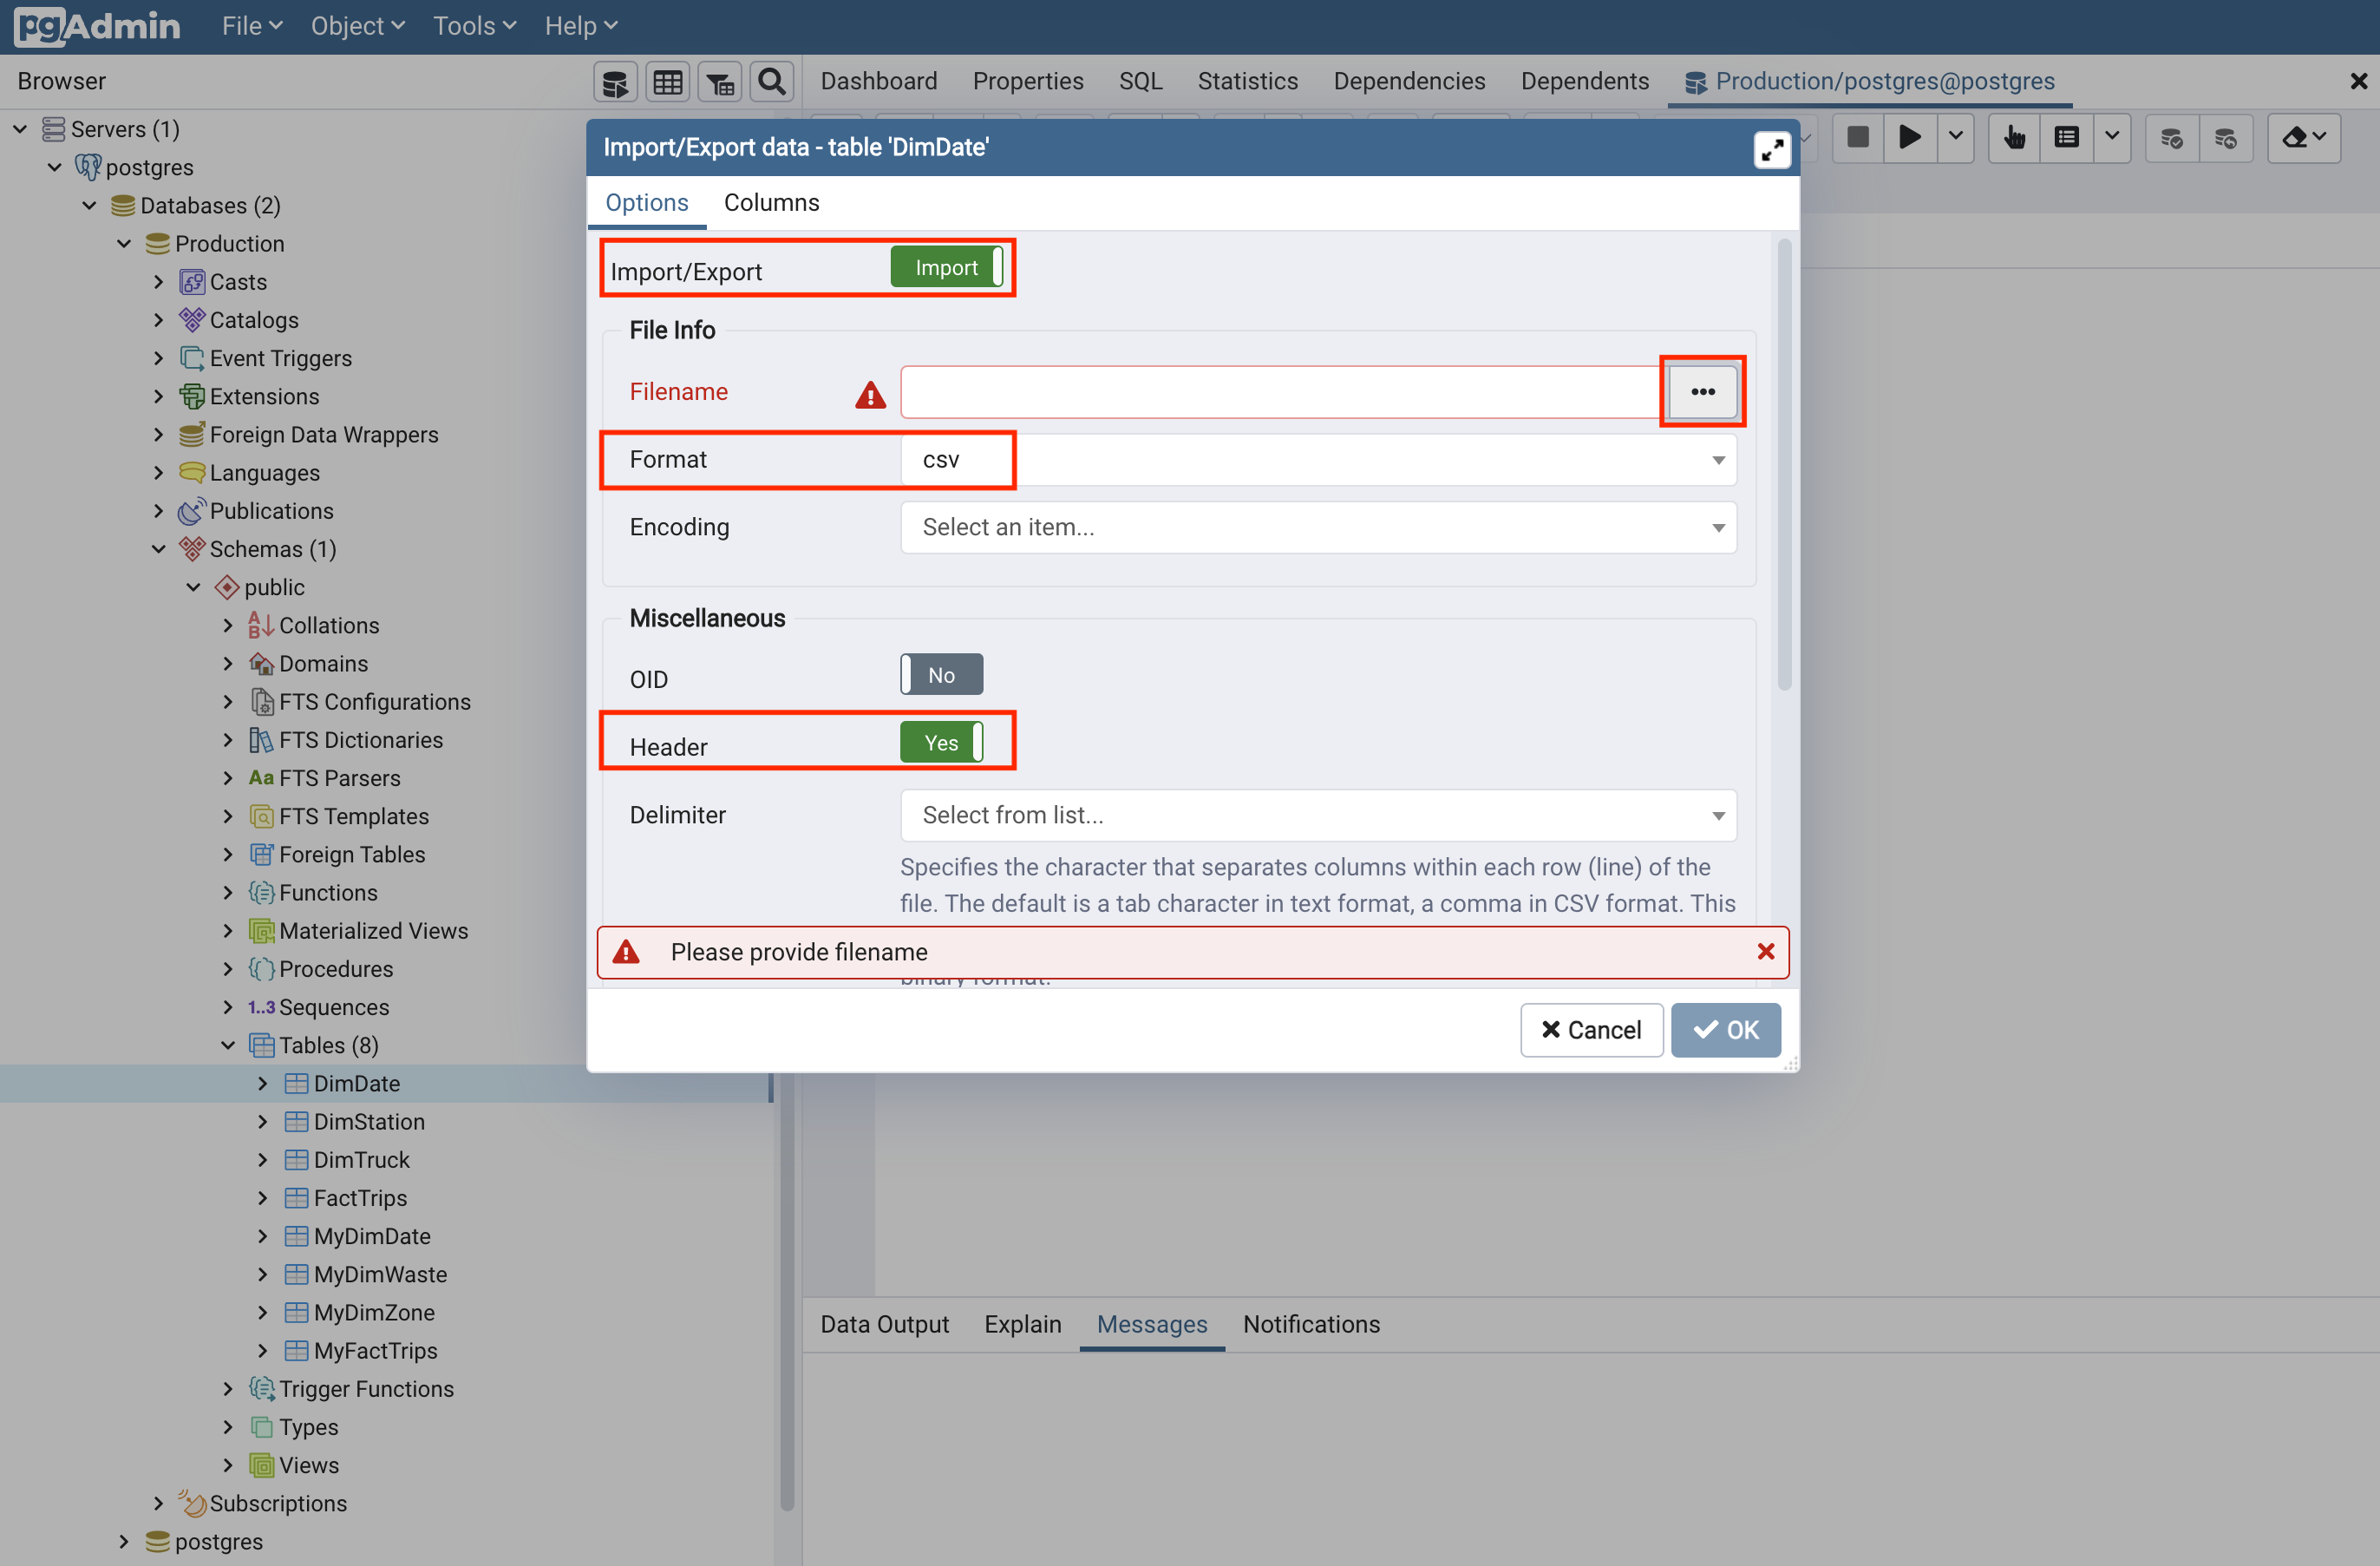 pgAdmin File Object Tools Help
Browser
Dashboard Properties SQL Statistics Dependencies Dependents Production/postgres@postgres
Servers (1)
postgres
Databases (2)
Production
Casts
Catalogs
Event Triggers
Extensions
Foreign Data Wrappers
Languages
Publications
Schemas (1)
public
Collations
Domains
FTS Configurations
FTS Dictionaries
Aa FTS Parsers
FTS Templates
Foreign Tables
Functions
Materialized Views
Procedures
1..3 Sequences
Tables (8)
DimDate
DimStation
DimTruck
FactTrips
MyDimDate
MyDimWaste
MyDimZone
MyFactTrips
Trigger Functions
Types
Views
Subscriptions
postgres
Import/Export data - table 'DimDate'
Options Columns
Import/Export Import
File Info
Filename
Format csv
Encoding Select an item...
Miscellaneous
OID No
Header Yes
Delimiter Select from list...
Specifies the character that separates columns within each row (line) of the
file. The default is a tab character in text format, a comma in CSV format. This
Please provide filename
binary format.
Cancel OK
Data Output Explain Messages Notifications